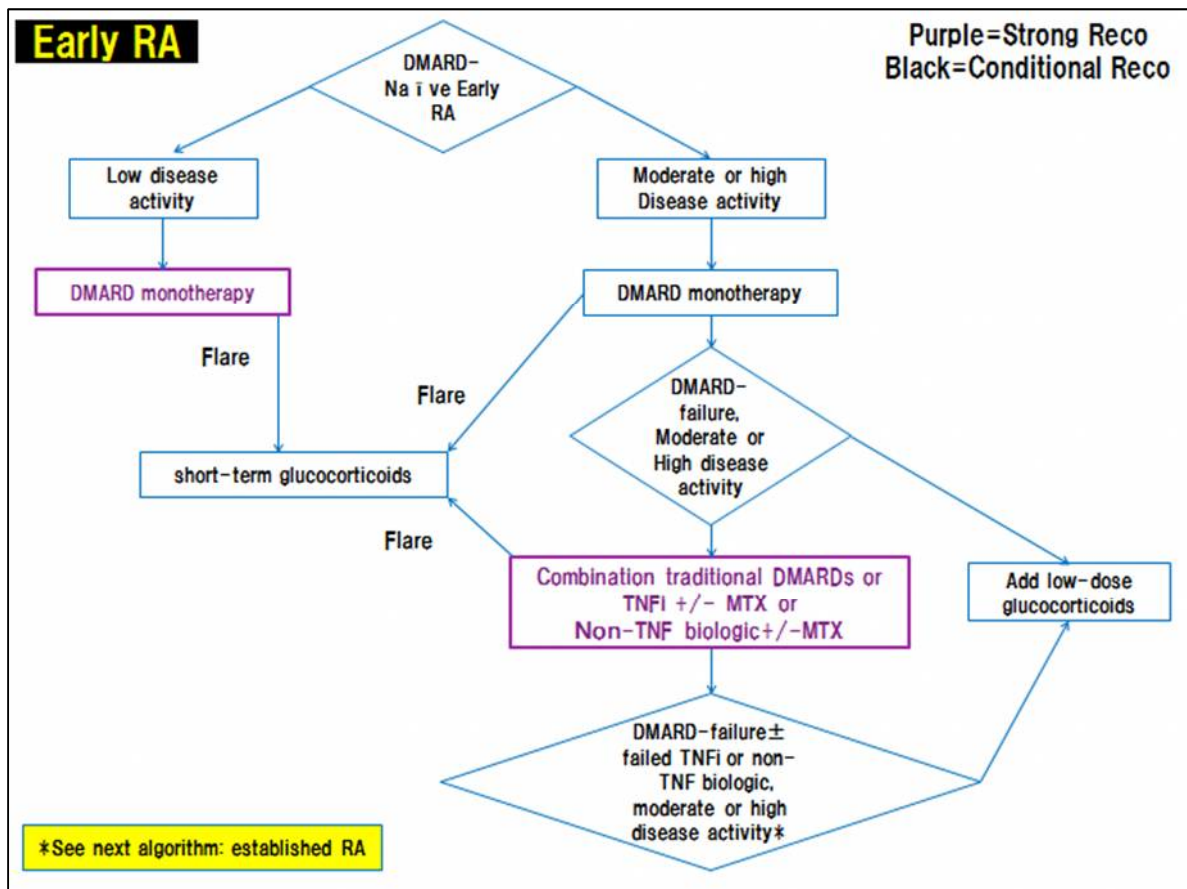 Early RA
Purple=Strong Reco
Black=Conditional Reco
DMARD-
Na ī ve Early
RA
Low disease
activity
Moderate or high
Disease activity
DMARD monotherapy
DMARD monotherapy
Flare
Flare
DMARD-
failure,
Moderate or
High disease
activity
short-term glucocorticoids
Flare
Combination traditional DMARDs or
TNFi +/- MTX or
Non-TNF biologic+/-MTX
Add low-dose
glucocorticoids
DMARD-failure±
failed TNFi or non-
TNF biologic,
moderate or high
disease activity*
*See next algorithm: established RA